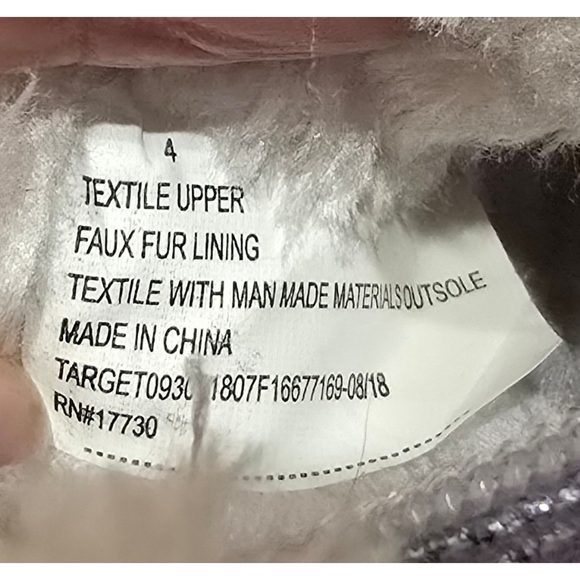 4
TEXTILE UPPER
FAUX FUR LINING
TEXTILE WITH MAN MADE MATERIALS OUTSOLE
MADE IN CHINA
1807F16677169-08/18
RN#17730